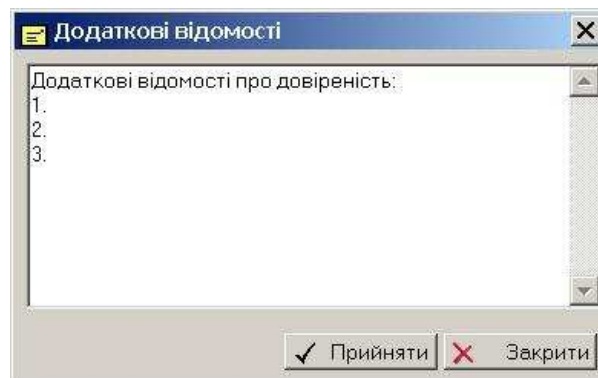 Додаткові відомості
Додаткові відомості про довіреність:
1.
2.
3.
Прийняти Закрити